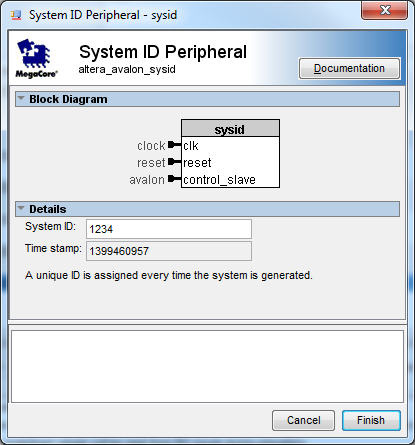 System ID Peripheral - sysid
System ID Peripheral
altera_avalon_sysid
MegaCore®
Documentation
Block Diagram
sysid
clock clk
reset reset
avalon control_slave
Details
System ID: 1234
Time stamp: 1399460957
A unique ID is assigned every time the system is generated.
Cancel Finish